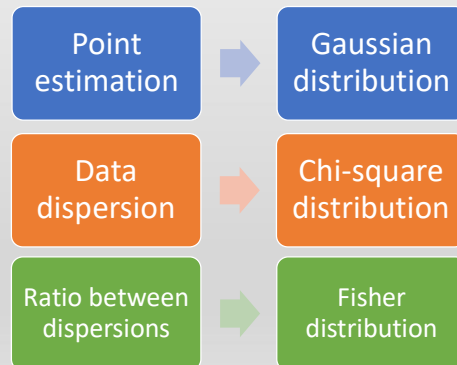 Point
estimation
Gaussian
distribution
Data
dispersion
Chi-square
distribution
Ratio between
dispersions
Fisher
distribution